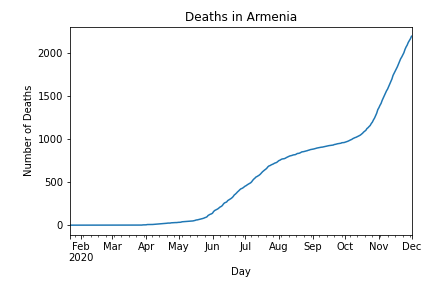 Deaths in Armenia
Number of Deaths
2000
1500
1000
500
0
Feb Mar Apr May Jun Jul Aug Sep Oct Nov Dec
2020
Day